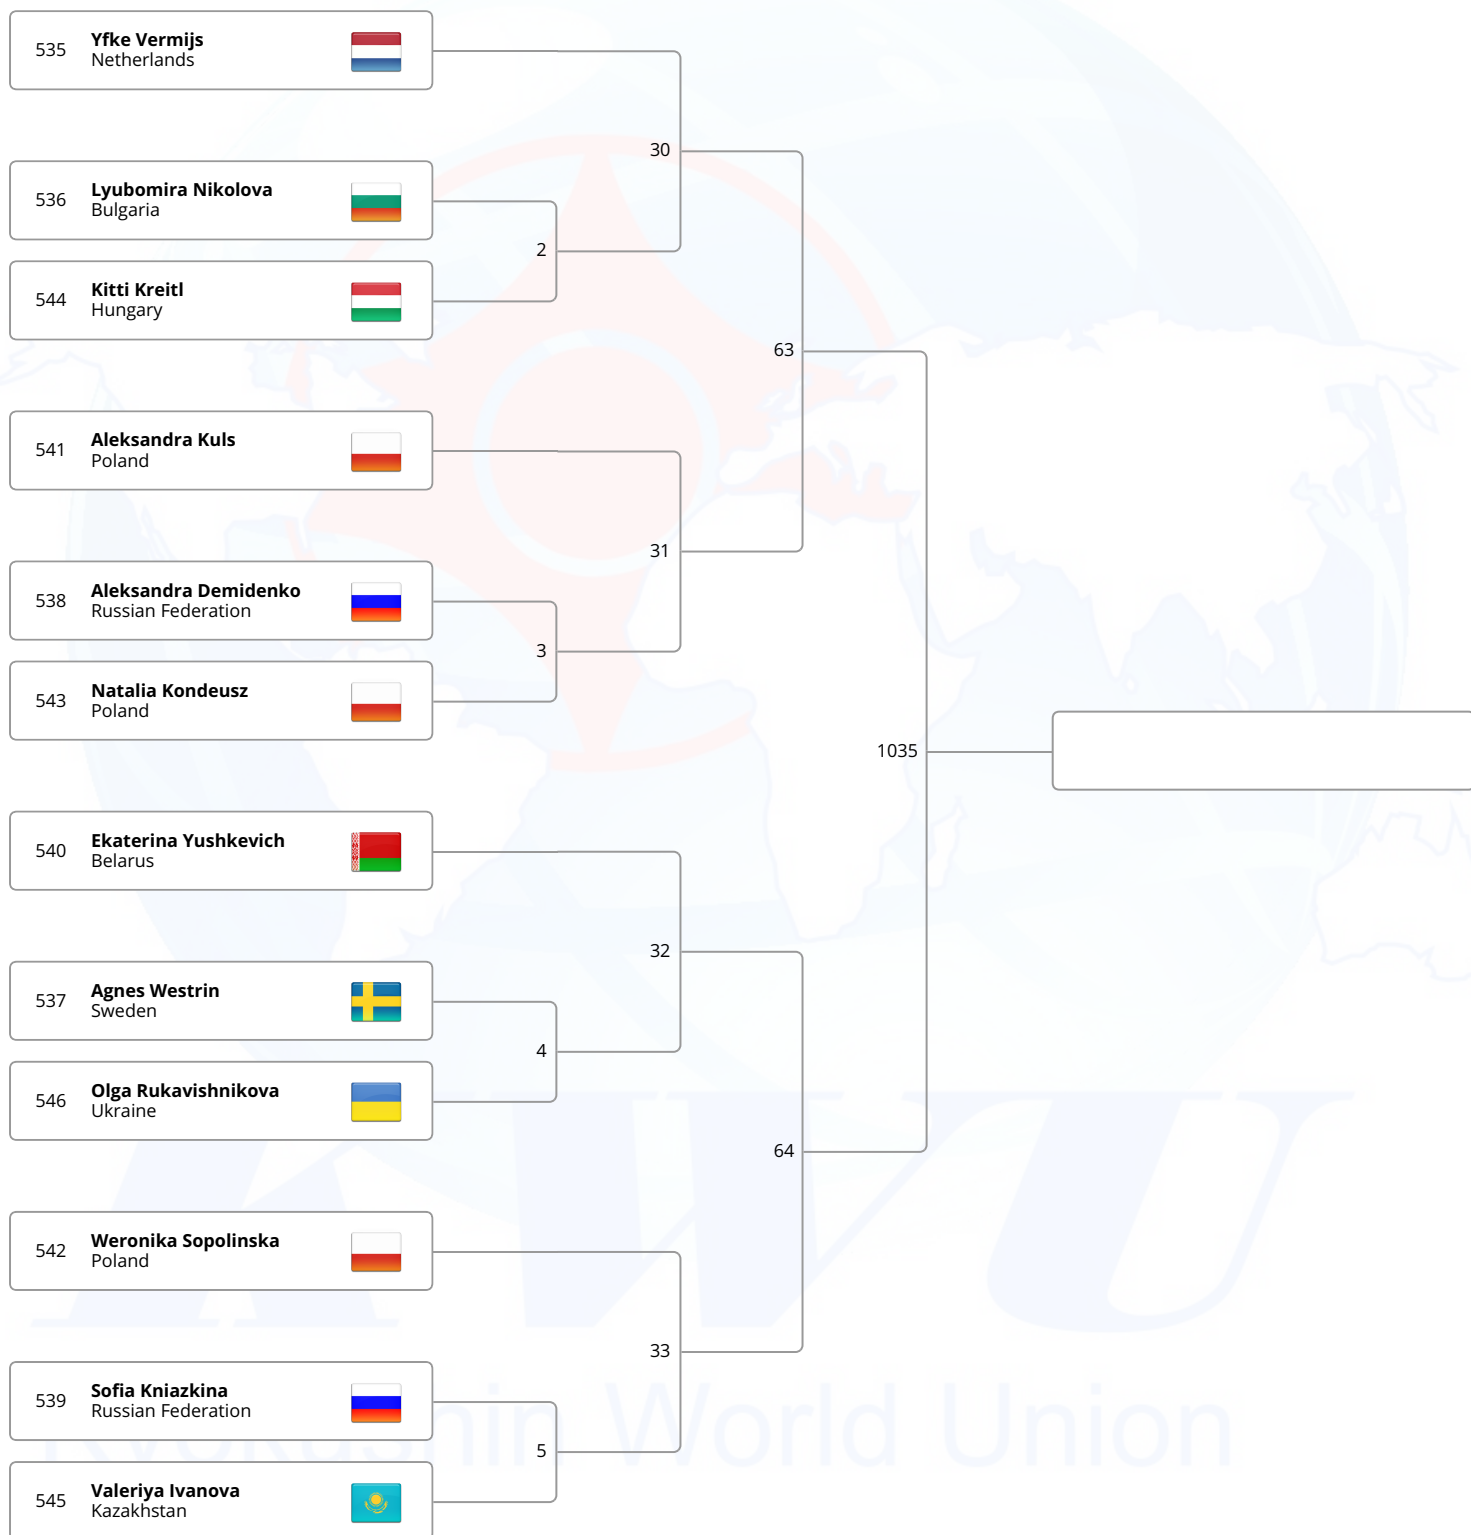 535 Yfke Vermijs
Netherlands
30
536 Lyubomira Nikolova
Bulgaria
2
544 Kitti Kreitl
Hungary
63
541 Aleksandra Kuls
Poland
31
538 Aleksandra Demidenko
Russian Federation
3
543 Natalia Kondeusz
Poland
1035
540 Ekaterina Yushkevich
Belarus
32
537 Agnes Westrin
Sweden
4
546 Olga Rukavishnikova
Ukraine
64
542 Weronika Sopolinska
Poland
33
539 Sofia Kniazkina
Russian Federation
5
545 Valeriya Ivanova
Kazakhstan
KWU
Kyokushin World Union